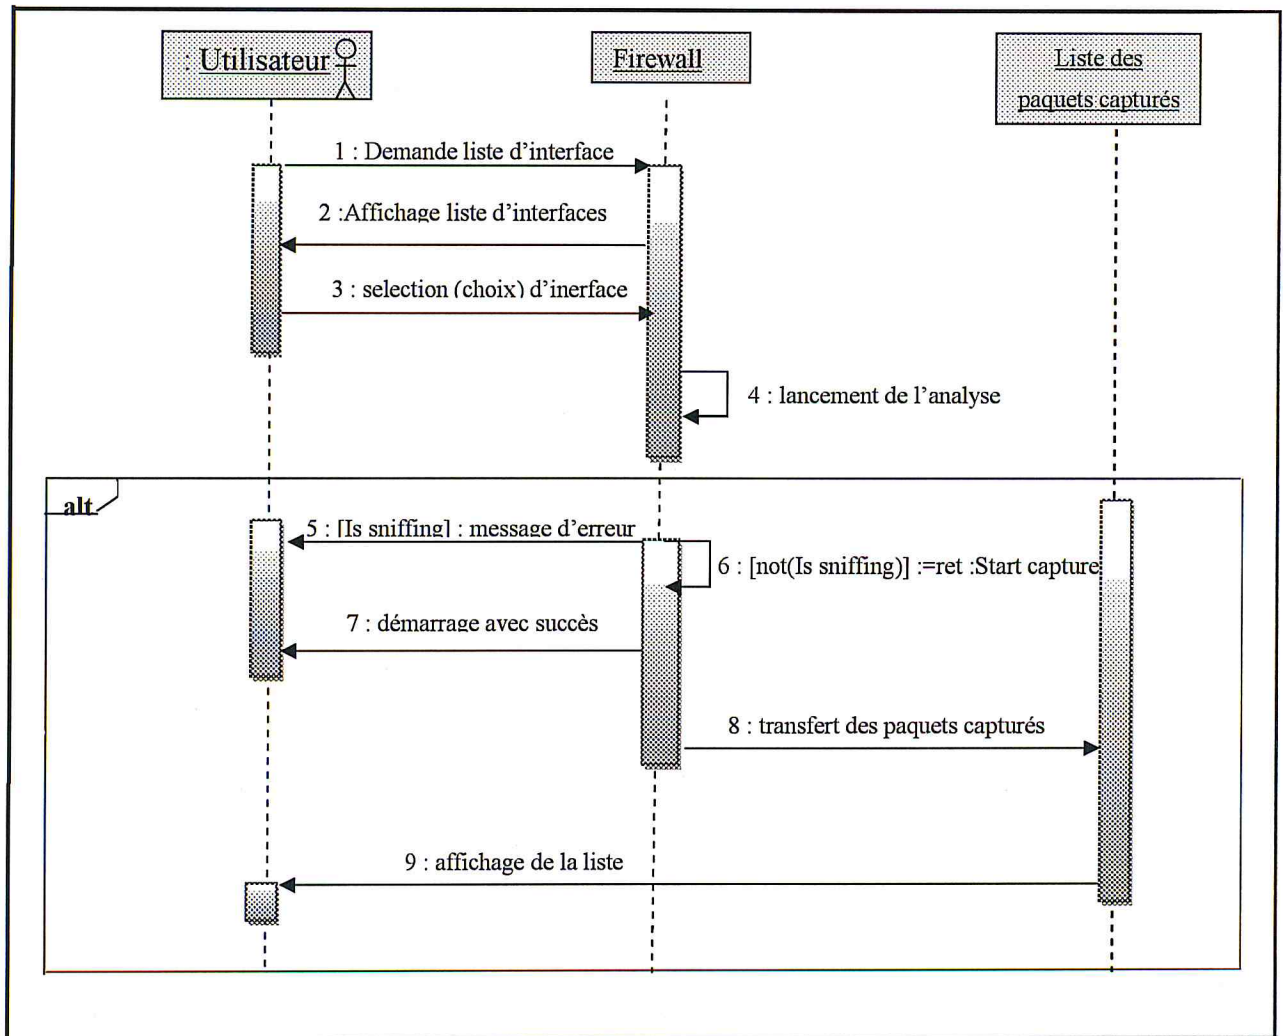 : Utilisateur
Firewall
Liste des
paquets capturés
1 : Demande liste d'interface
2 :Affichage liste d'interfaces
3 : selection (choix) d'inerface
4 : lancement de l'analyse
alt
5 : [Is sniffing] : message d'erreur
6 : [not(Is sniffing)] :=ret :Start capture
7 : démarrage avec succès
8 : transfert des paquets capturés
9 : affichage de la liste